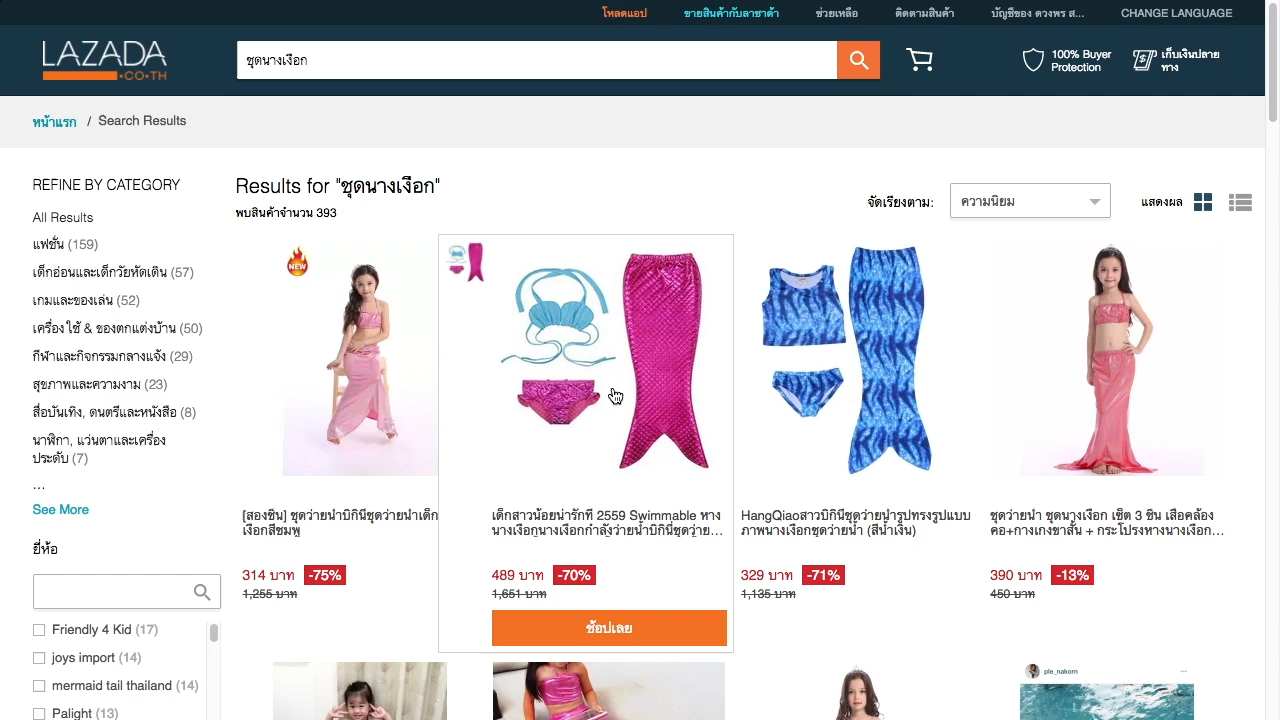 โหลดแอป
ขายสินค้ากับลาซาด้า
ช่วยเหลือ
ติดตามสินค้า
บัญชีของ ดวงพร ส...
CHANGE LANGUAGE
LAZADA
.CO.TH
ชุดนางเงือก
100% Buyer
Protection
เก็บเงินปลาย
ทาง
หน้าแรก / Search Results
REFINE BY CATEGORY
All Results
แฟชั่น (159)
เด็กอ่อนและเด็กวัยหัดเดิน (57)
เกมและของเล่น (52)
เครื่องใช้ & ของตกแต่งบ้าน (50)
กีฬาและกิจกรรมกลางแจ้ง (29)
สุขภาพและความงาม (23)
สื่อบันเทิง, ดนตรีและหนังสือ (8)
นาฬิกา, แว่นตาและเครื่อง
ประดับ (7)
...
See More
ยี่ห้อ
Friendly 4 Kid (17)
joys import (14)
mermaid tail thailand (14)
Palight (13)
Results for "ชุดนางเงือก"
พบสินค้าจำนวน 393
จัดเรียงตาม:
ความนิยม
แสดงผล
NEW
[สองชิ้น] ชุดว่ายน้ำบิกินีชุดว่ายน้ำเด็ก
เงือกสีชมพู
314 บาท -75%
1,255 บาท
เด็กสาวน้อยน่ารักที่ 2559 Swimmable หาง
นางเงือกนางเงือกกำลังว่ายน้ำบิกินีชุดว่าย...
489 บาท -70%
1,651 บาท
ช้อปเลย
HangQiaoสาวบิกินีชุดว่ายน้ำรูปทรงรูปแบบ
ภาพนางเงือกชุดว่ายน้ำ (สีน้ำเงิน)
329 บาท -71%
1,135 บาท
ชุดว่ายน้ำ ชุดนางเงือก เซ็ต 3 ชิ้น เสื้อคล้อง
คอ+กางเกงขาสั้น + กระโปรงหางนางเงือก...
390 บาท -13%
450 บาท
ple_nakorn